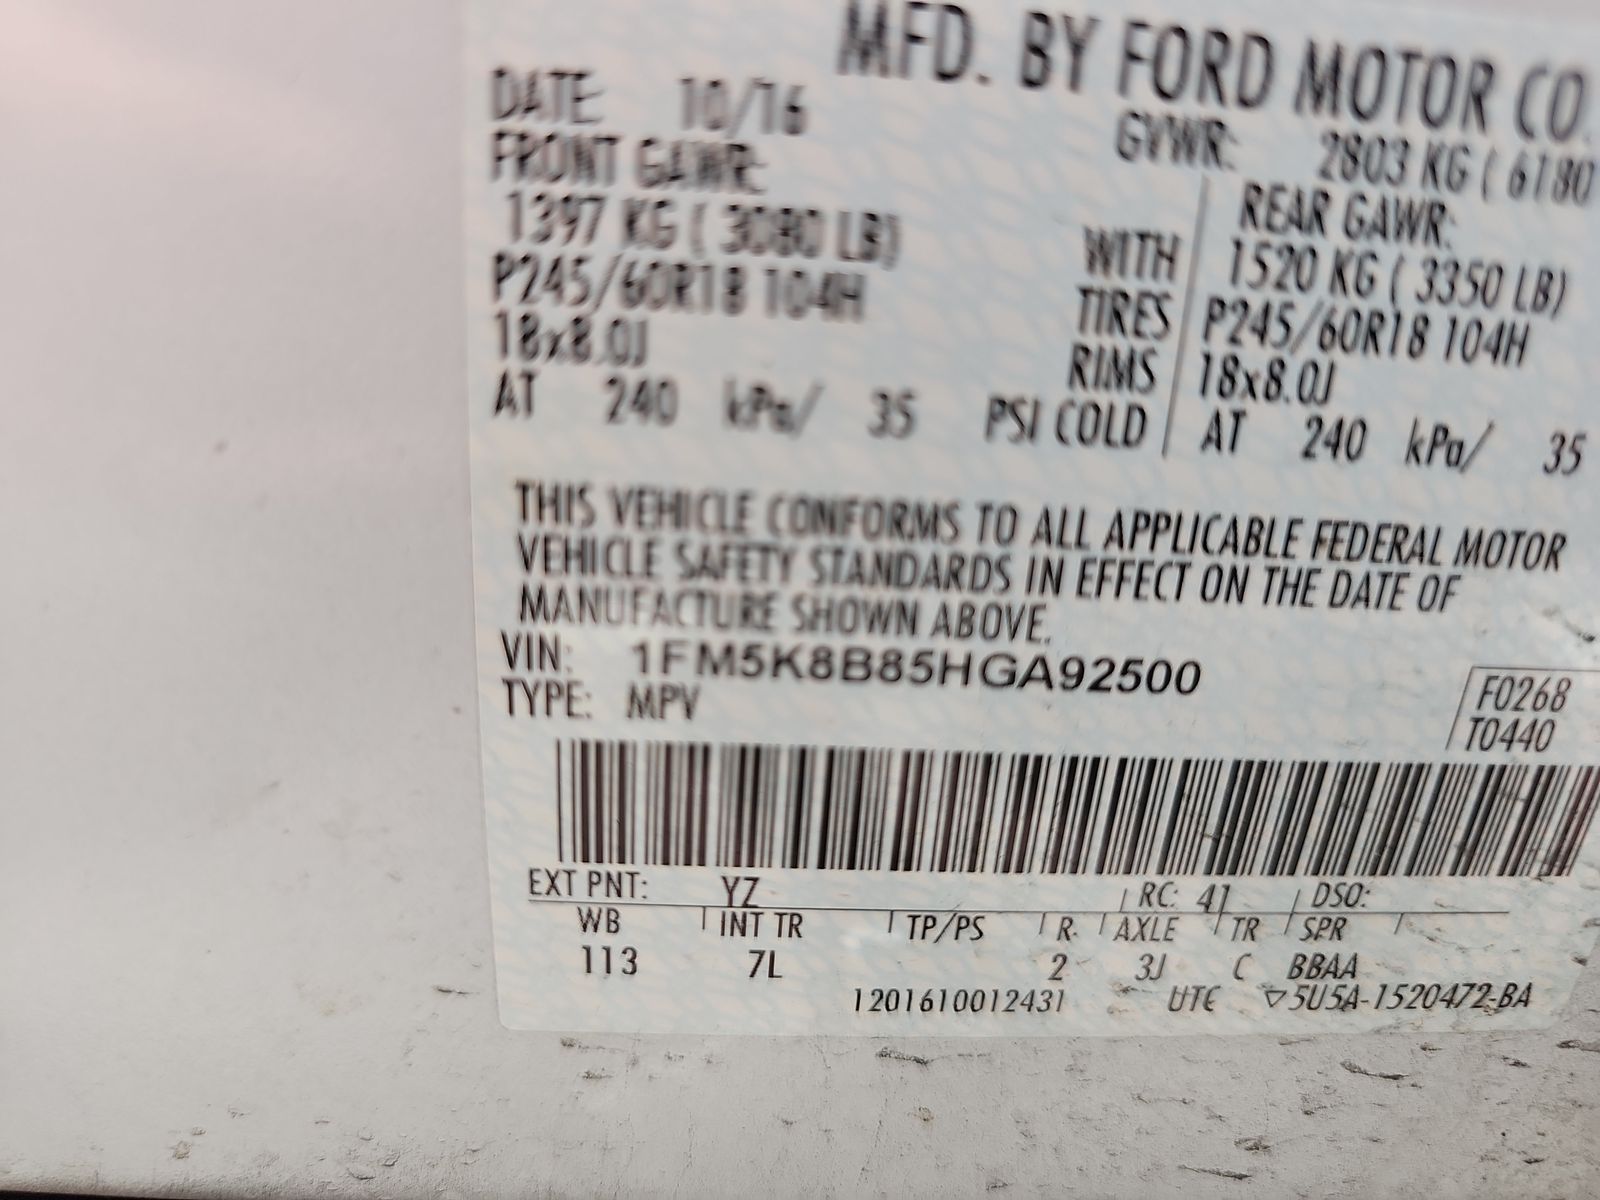 MFD. BY FORD MOTOR CO.
DATE: 10/16 GVWR: 2803 KG ( 6180
FRONT GAWR: REAR GAWR:
1397 KG ( 3080 LB) WITH 1520 KG ( 3350 LB)
P245/60R18 104H TIRES P245/60R18 104H
18x8.0J RIMS 18x8.0J
AT 240 kPa/ 35 PSI COLD AT 240 kPa/ 35
THIS VEHICLE CONFORMS TO ALL APPLICABLE FEDERAL MOTOR
VEHICLE SAFETY STANDARDS IN EFFECT ON THE DATE OF
MANUFACTURE SHOWN ABOVE.
VIN: 1FM5K8B85HGA92500
TYPE: MPV
F0268
T0440
EXT PNT: YZ RC: 41 DSO:
WB INT TR TP/PS R AXLE TR SPR
113 7L 2 3J C BBAA
1201610012431 UTC ▽5U5A-1520472-BA